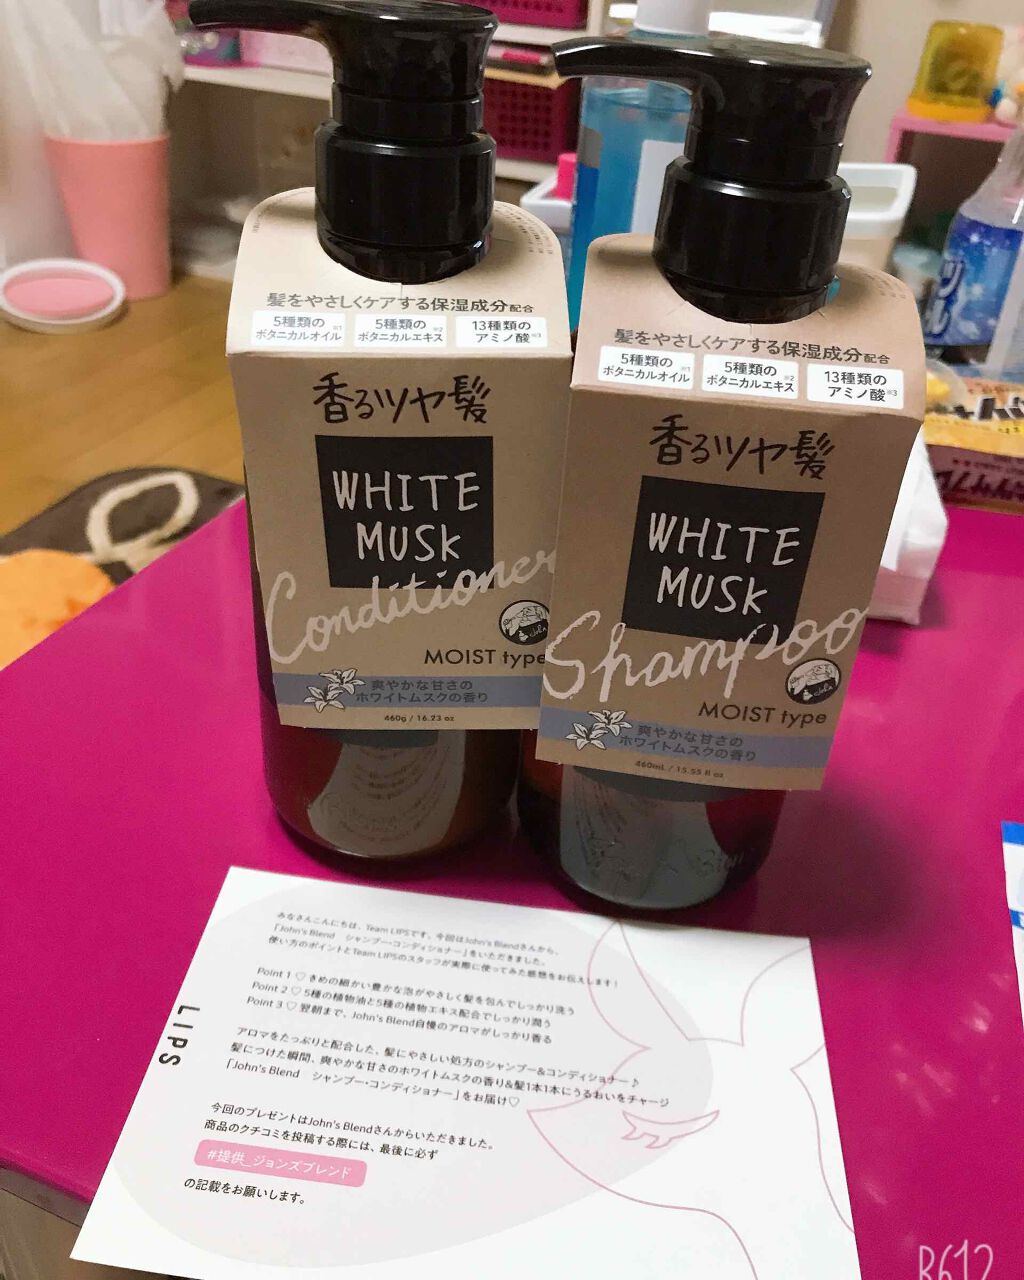 髪をやさしくケアする保湿成分配合
5種類の
ボタニカルオイル※1
5種類の
ボタニカルエキス※2
13種類の
アミノ酸※3
香るツヤ髪
WHITE
MUSK
Conditioner
MOIST type
爽やかな甘さの
ホワイトムスクの香り
460g / 16.23 oz
髪をやさしくケアする保湿成分配合
5種類の
ボタニカルオイル※1
5種類の
ボタニカルエキス※2
13種類の
アミノ酸※3
香るツヤ髪
WHITE
MUSK
Shampoo
MOIST type
爽やかな甘さの
ホワイトムスクの香り
460mL / 15.55 fl oz
LIPS
みなさんこんにちは、Team LIPSです。今回はJohn's Blendさんから、
「John's Blend シャンプー・コンディショナー」をいただきました。
使い方のポイントとTeam LIPSのスタッフが実際に使ってみた感想をお伝えします！
Point 1 ♡ きめの細かい豊かな泡がやさしく髪を包んでしっかり洗う
Point 2 ♡ 5種の植物油と5種の植物エキス配合でしっかり潤う
Point 3 ♡ 翌朝まで、John's Blend自慢のアロマがしっかり香る
アロマをたっぷりと配合した、髪にやさしい処方のシャンプー&コンディショナー♪
髪につけた瞬間、爽やかな甘さのホワイトムスクの香り&髪1本1本にうるおいをチャージ
「John's Blend シャンプー・コンディショナー」をお届け♡
今回のプレゼントはJohn's Blendさんからいただきました。
商品のクチコミを投稿する際には、最後に必ず
#提供_ジョンズブレンド
の記載をお願いします。
R612